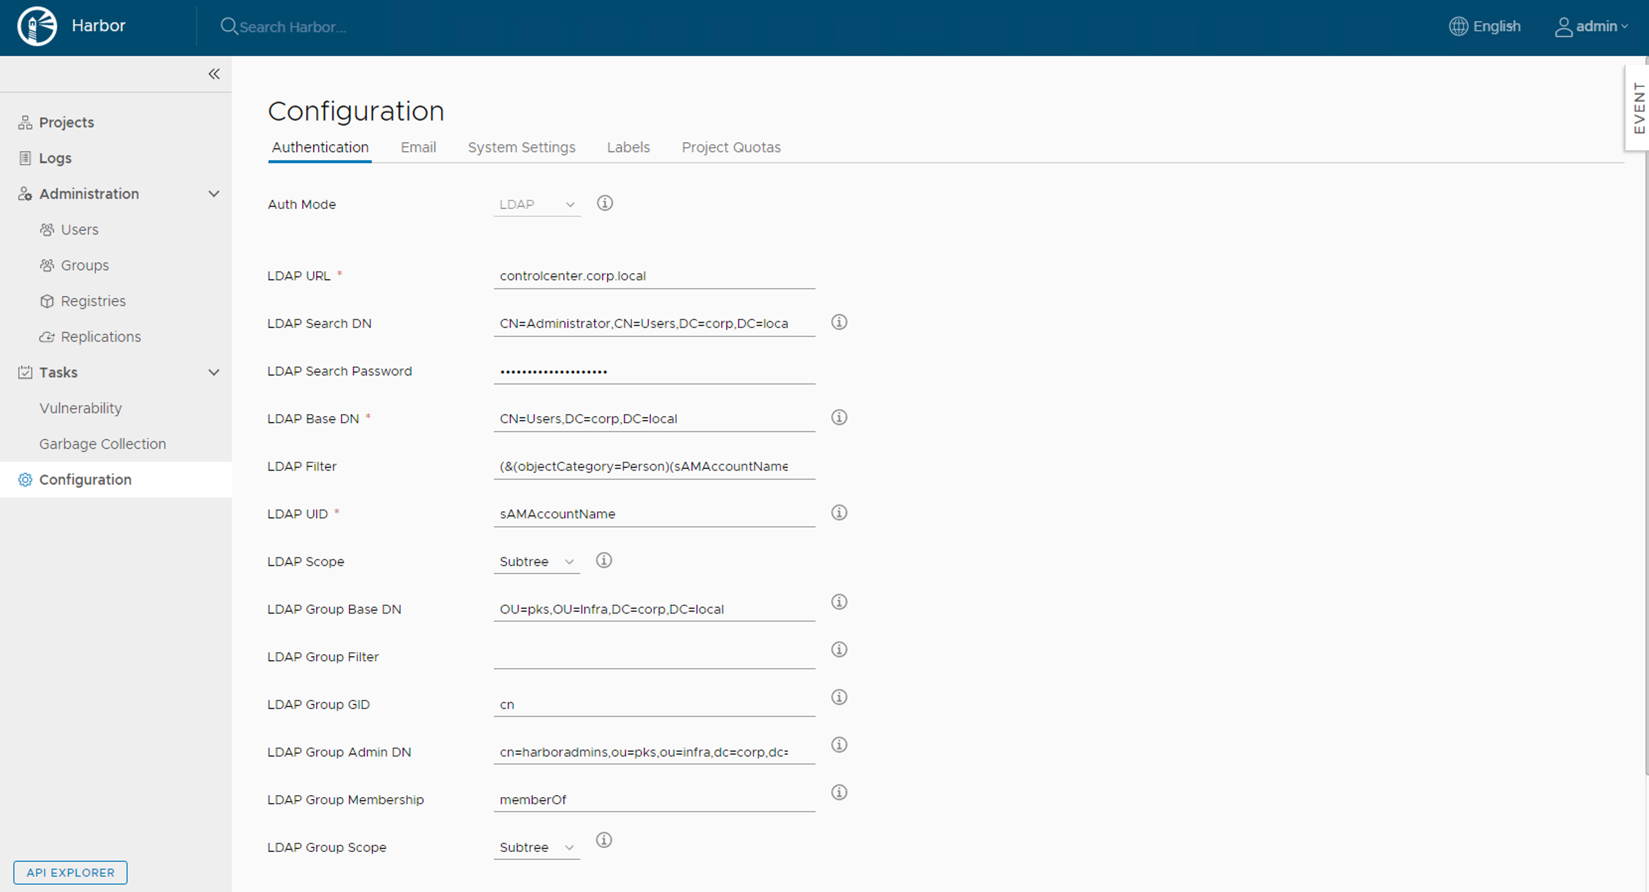 Harbor
Search Harbor...
English
admin
EVENT
Projects
Logs
Administration
Users
Groups
Registries
Replications
Tasks
Vulnerability
Garbage Collection
Configuration
API EXPLORER
Configuration
Authentication Email System Settings Labels Project Quotas
Auth Mode LDAP
LDAP URL * controlcenter.corp.local
LDAP Search DN CN=Administrator,CN=Users,DC=corp,DC=loca
LDAP Search Password ••••••••••••••••••••
LDAP Base DN * CN=Users,DC=corp,DC=local
LDAP Filter (&(objectCategory=Person)(sAMAccountName
LDAP UID * sAMAccountName
LDAP Scope Subtree
LDAP Group Base DN OU=pks,OU=Infra,DC=corp,DC=local
LDAP Group Filter
LDAP Group GID cn
LDAP Group Admin DN cn=harboradmins,ou=pks,ou=infra,dc=corp,dc=
LDAP Group Membership memberOf
LDAP Group Scope Subtree